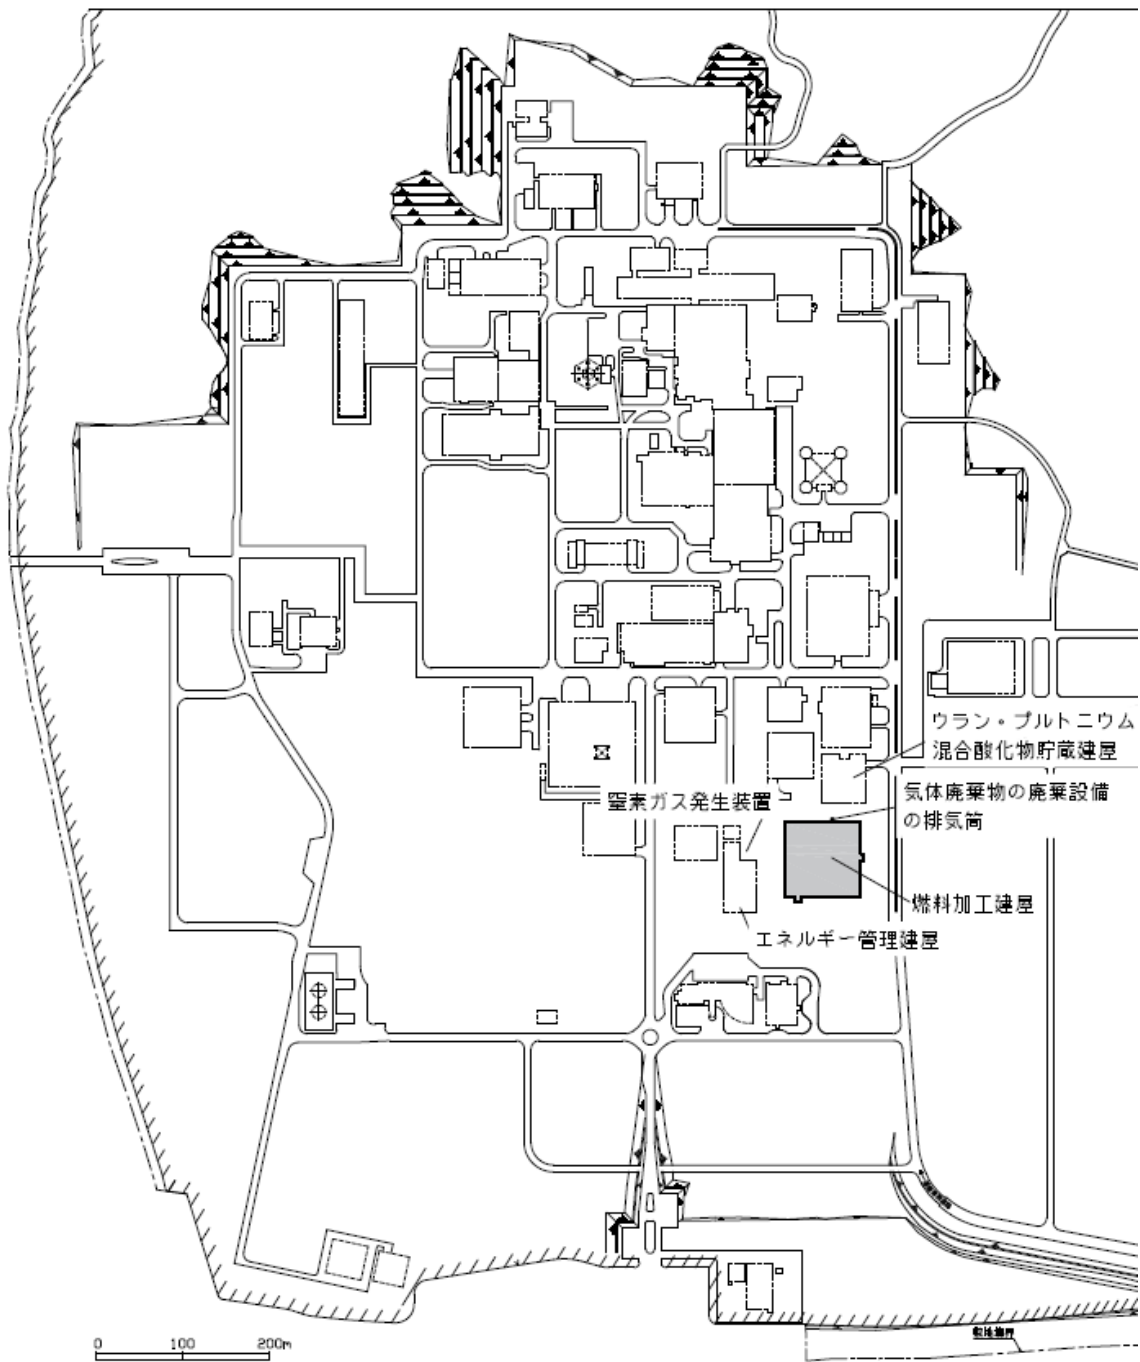 ウラン・プルトニウム
混合酸化物貯蔵建屋
気体廃棄物の廃棄設備
の排気筒
窒素ガス発生装置
燃料加工建屋
エネルギー管理建屋
0 100 200m